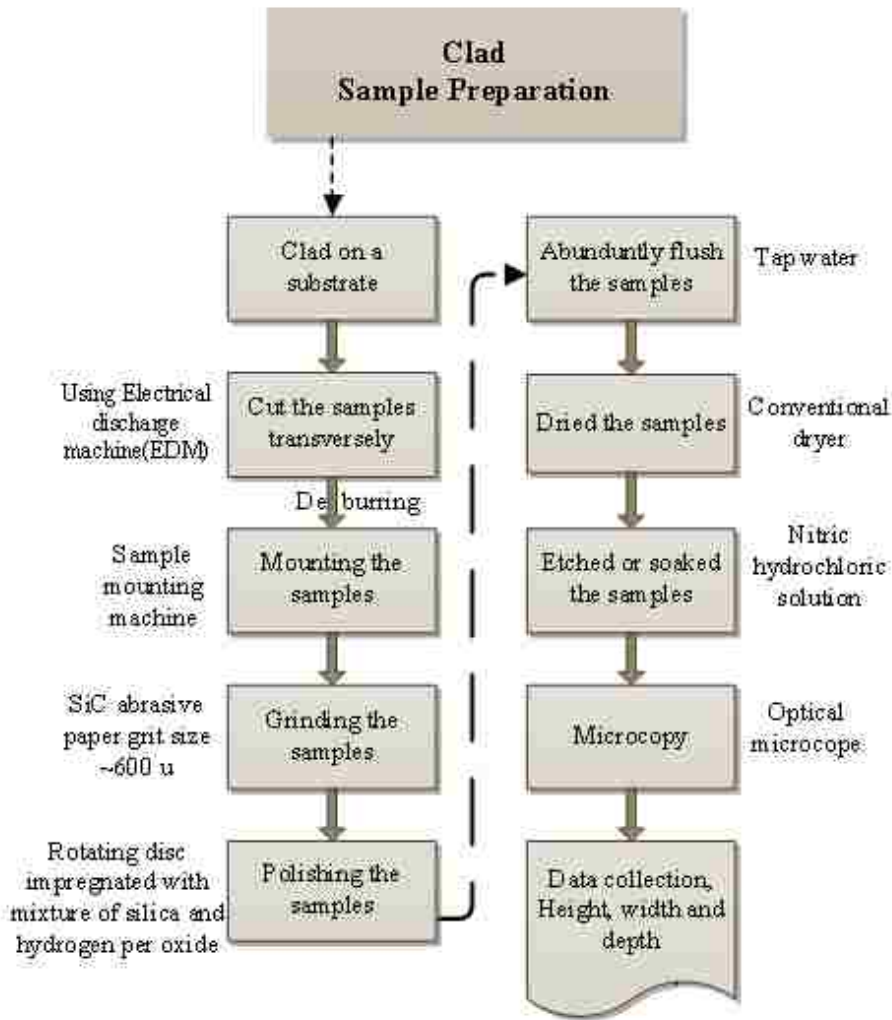 Clad
Sample Preparation
Clad on a
substrate
Using Electrical
discharge
machine(EDM)
Cut the samples
transversely
De burring
Sample
mounting
machine
Mounting the
samples
SiC abrasive
paper grit size
~600 u
Grinding the
samples
Rotating disc
impregnated with
mixture of silica and
hydrogen per oxide
Polishing the
samples
Abunduntly flush
the samples
Tap water
Dried the samples
Conventional
dryer
Etched or soaked
the samples
Nitric
hydrochloric
solution
Microcopy
Optical
microcope
Data collection,
Height, width and
depth